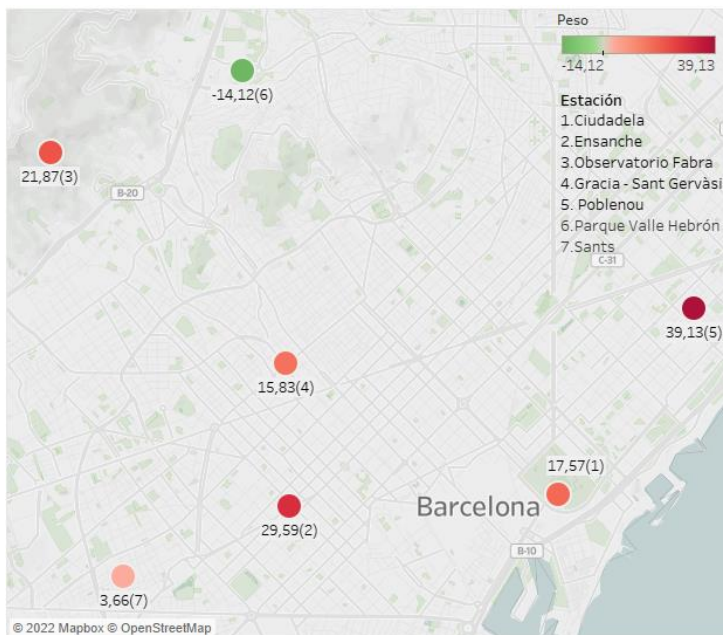 Peso
-14,12 39,13
Estación
1.Ciudadela
2.Ensanche
3.Observatorio Fabra
4.Gracia - Sant Gervàsi
5. Poblenou
6.Parque Valle Hebrón
7.Sants
-14,12(6)
21,87(3)
B-20
C-31
39,13(5)
15,83(4)
17,57(1)
Barcelona
29,59(2)
B-10
3,66(7)
© 2022 Mapbox © OpenStreetMap